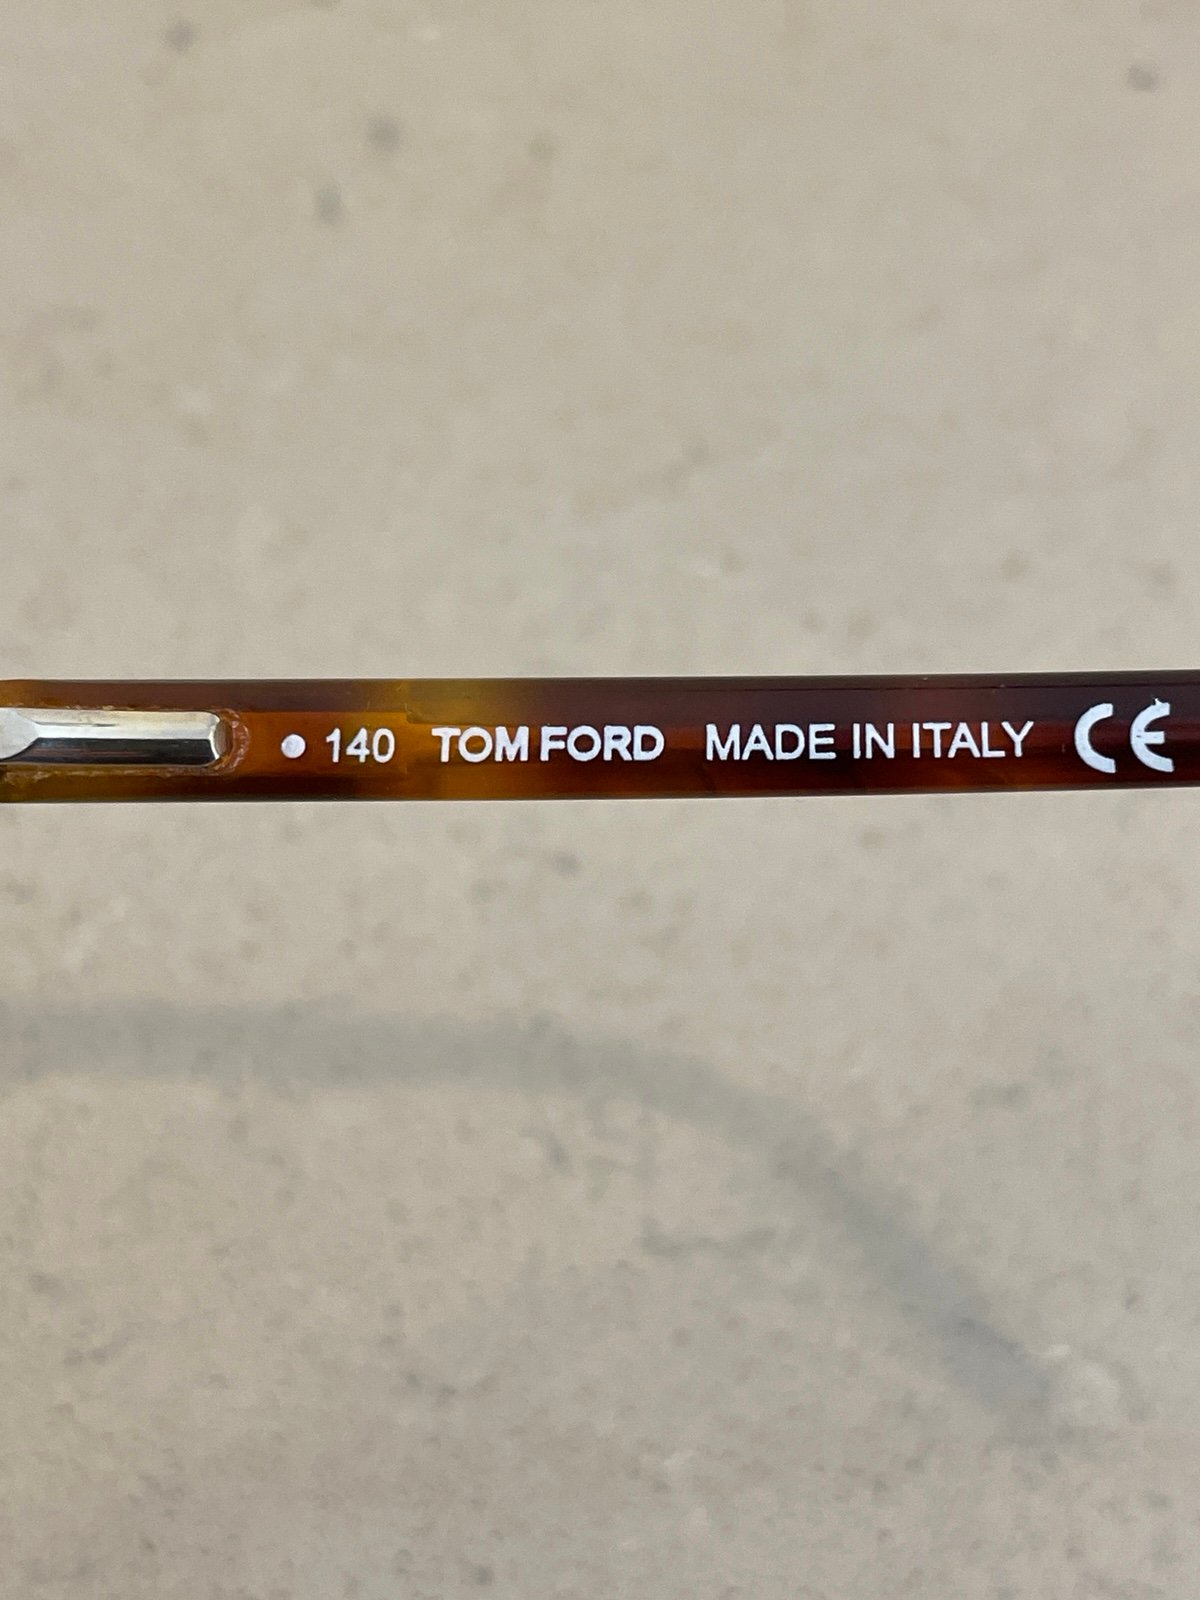 • 140 TOM FORD MADE IN ITALY CE